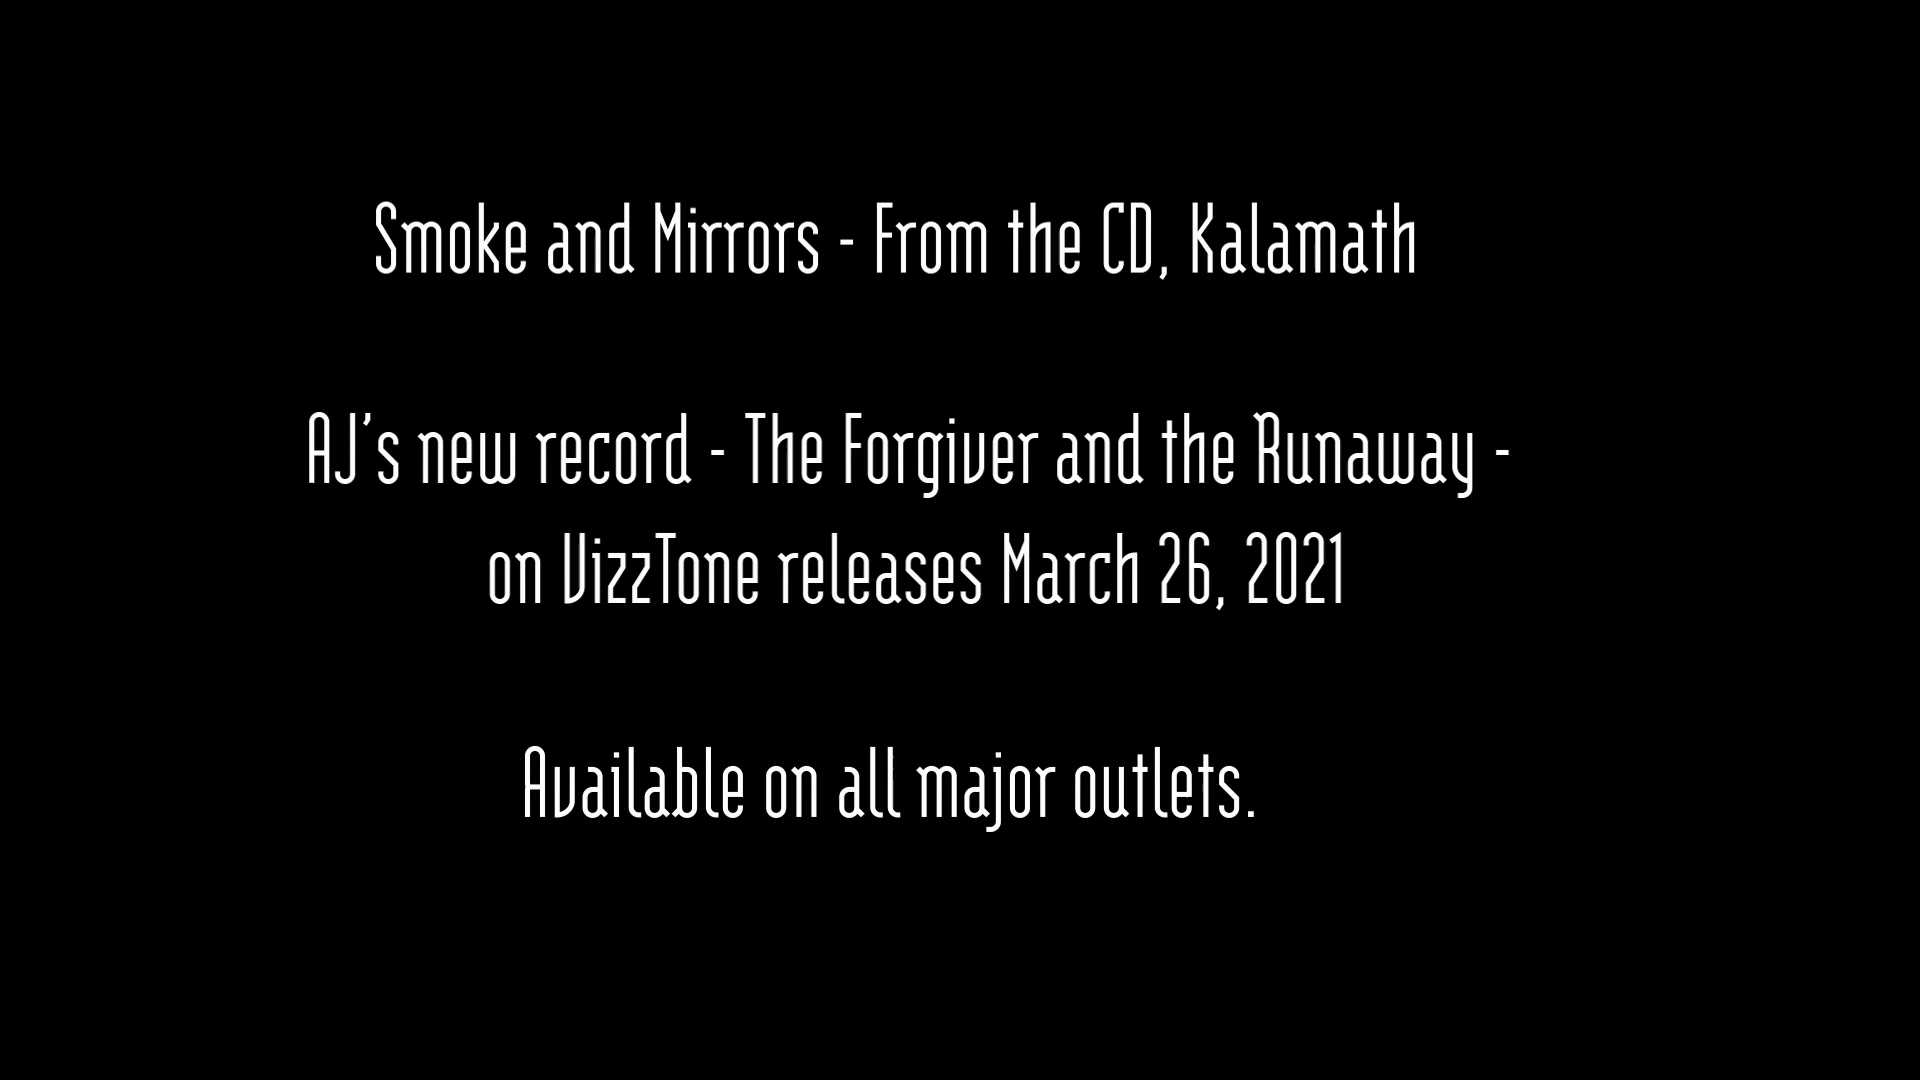 Smoke and Mirrors - From the CD, Kalamath
AJ's new record - The Forgiver and the Runaway -
on VizzTone releases March 26, 2021
Available on all major outlets.